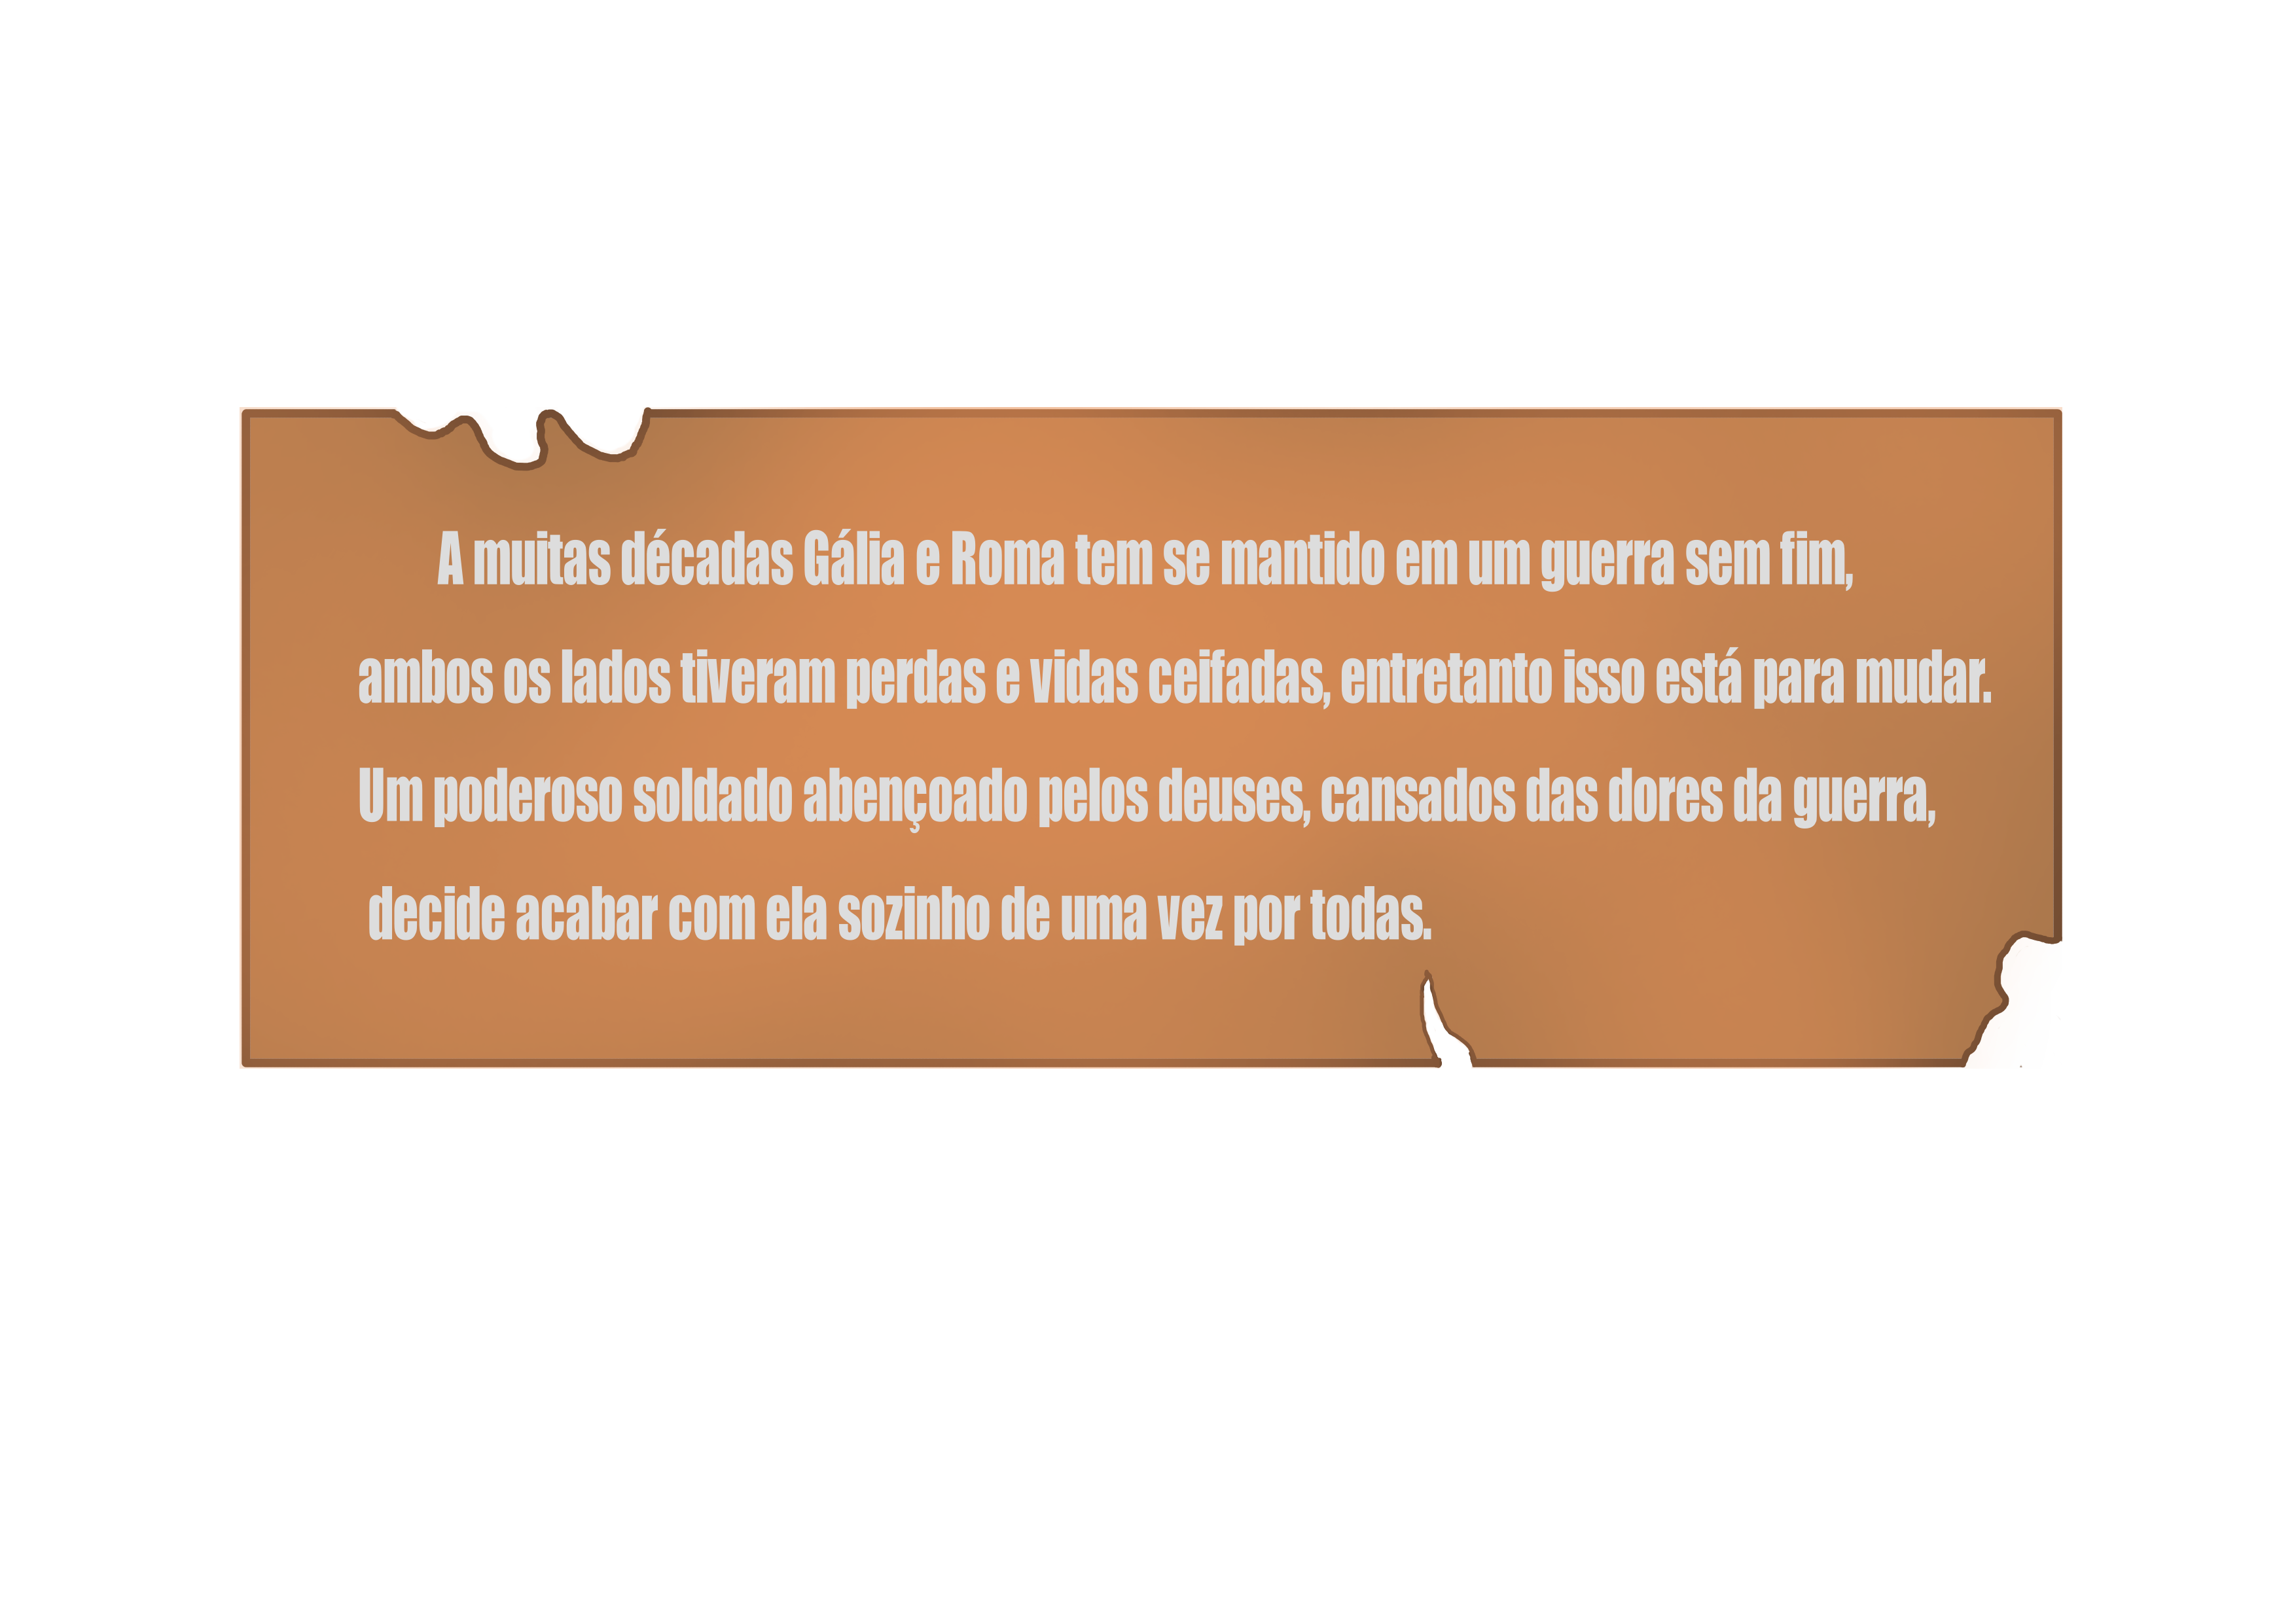 A muitas décadas Gália e Roma tem se mantido em um guerra sem fim,
ambos os lados tiveram perdas e vidas ceifadas, entretanto isso está para mudar.
Um poderoso soldado abençoado pelos deuses, cansados das dores da guerra,
decide acabar com ela sozinho de uma vez por todas.